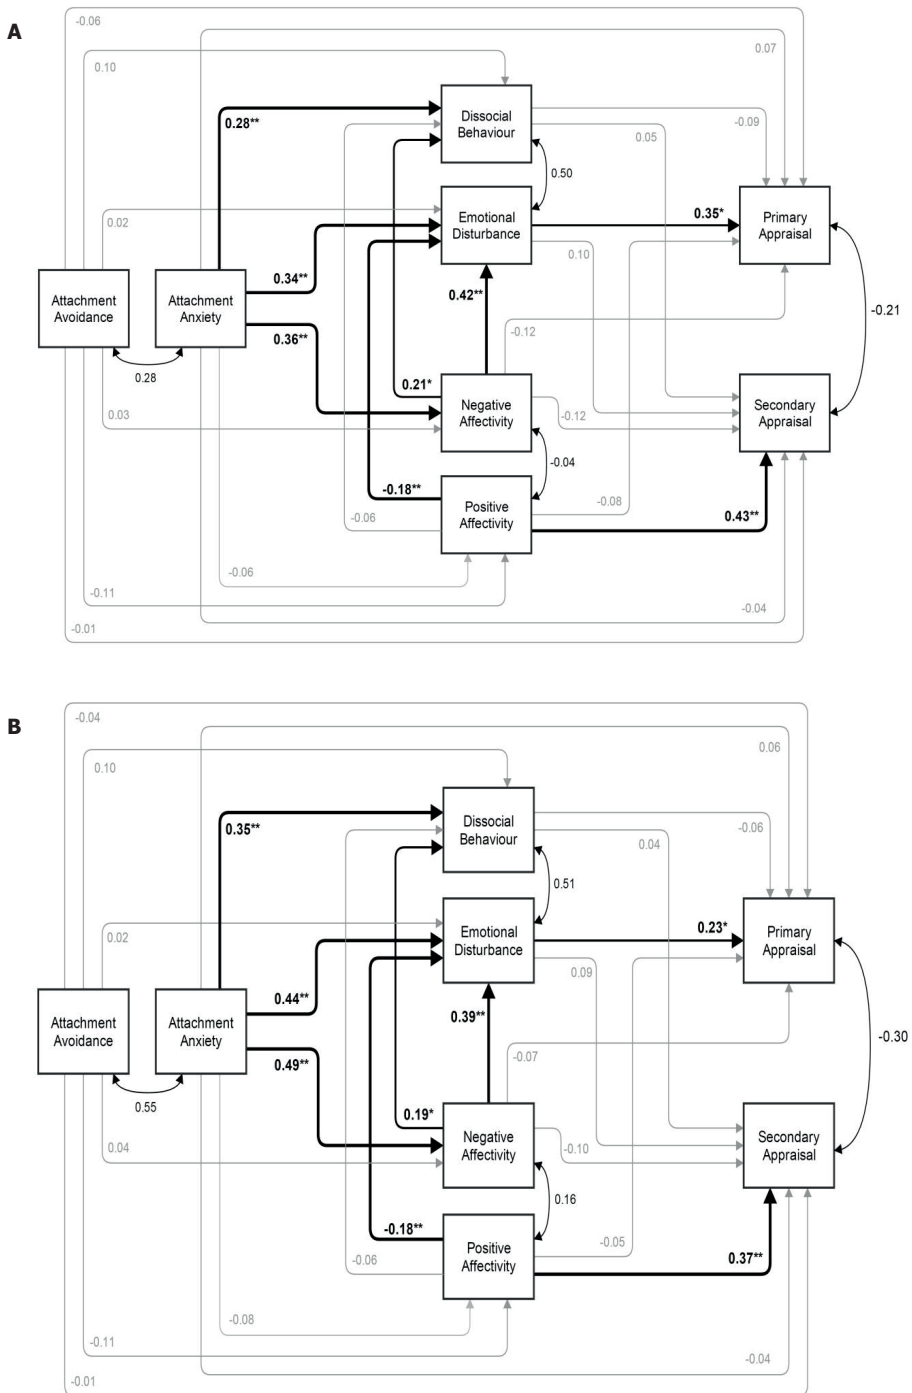 A
-0.06
0.07
0.10
0.28**
Dissocial
Behaviour
-0.09
0.05
0.50
0.02
Emotional
Disturbance
0.35*
Primary
Appraisal
0.34**
0.10
0.42**
Attachment
Avoidance
Attachment
Anxiety
0.36**
-0.12
-0.21
0.28
0.21*
0.03
Negative
Affectivity
-0.12
Secondary
Appraisal
-0.04
-0.18**
-0.06
Positive
Affectivity
-0.08
0.43**
-0.06
-0.11
-0.04
-0.01
B
-0.04
0.06
0.10
0.35**
Dissocial
Behaviour
-0.06
0.04
0.51
0.02
Emotional
Disturbance
0.23*
Primary
Appraisal
0.44**
0.09
0.39**
Attachment
Avoidance
Attachment
Anxiety
0.49**
-0.07
-0.30
0.55
0.19*
0.04
Negative
Affectivity
-0.10
Secondary
Appraisal
0.16
-0.18**
-0.06
Positive
Affectivity
-0.05
0.37**
-0.08
-0.11
-0.04
-0.01